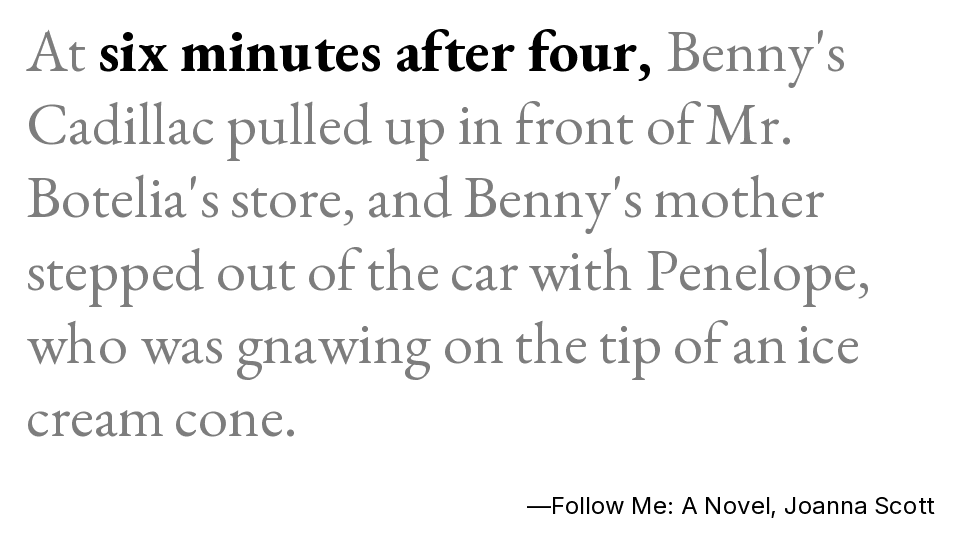 At six minutes after four, Benny's
Cadillac pulled up in front of Mr.
Botelia's store, and Benny's mother
stepped out of the car with Penelope,
who was gnawing on the tip of an ice
cream cone.
—Follow Me: A Novel, Joanna Scott